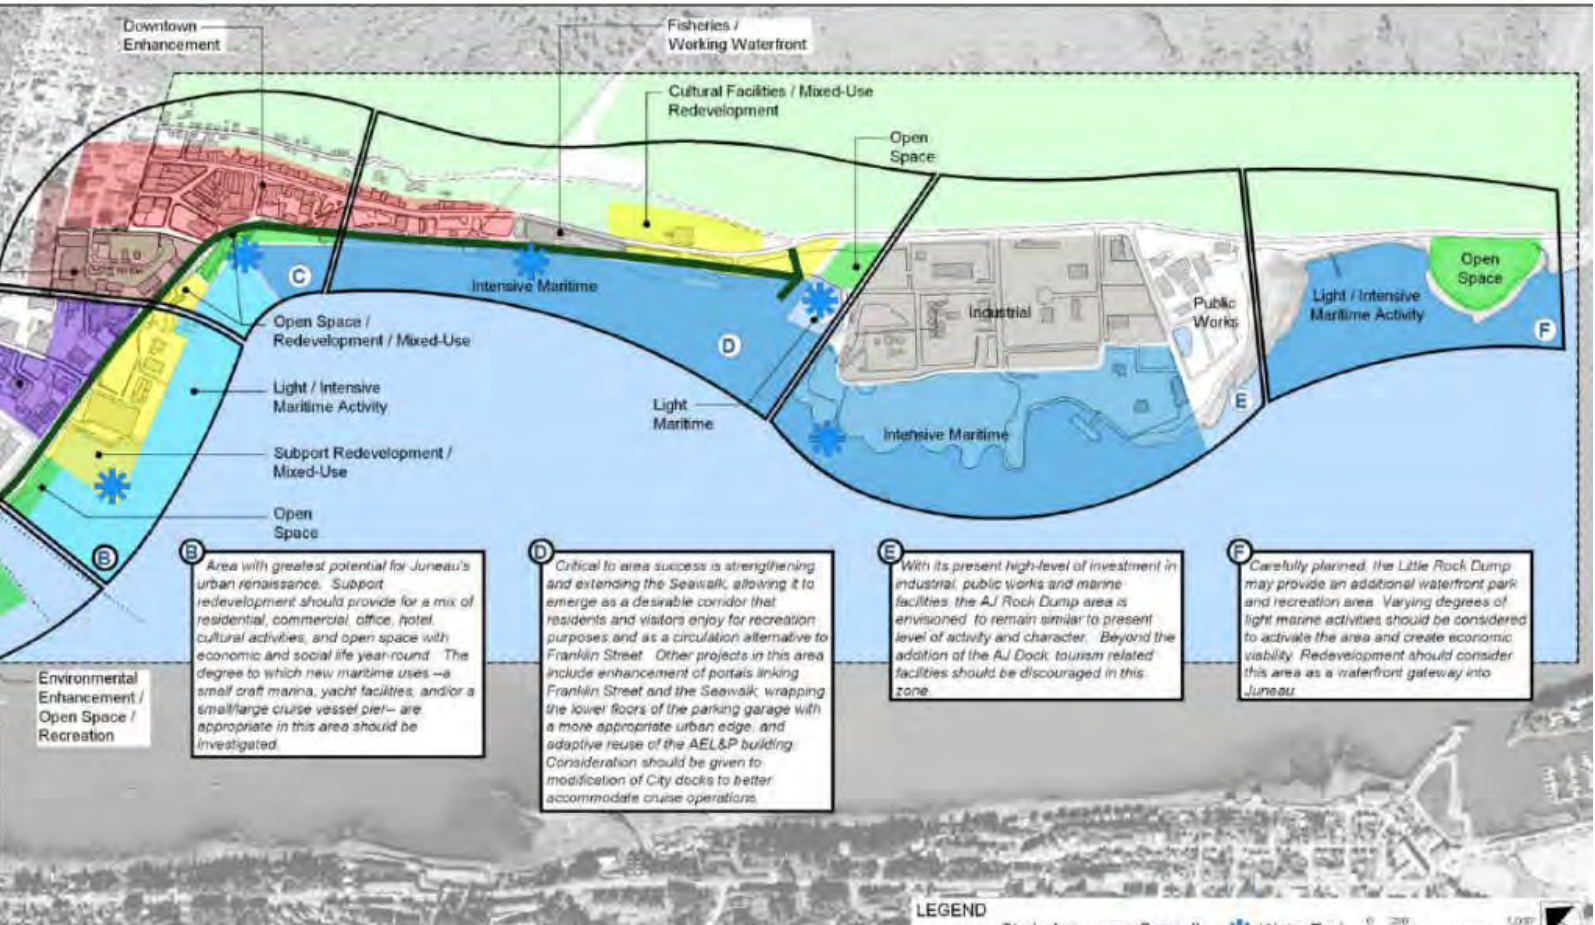 Downtown
Enhancement
Fisheries /
Working Waterfront
Cultural Facilities / Mixed-Use
Redevelopment
Open
Space
C
Intensive Maritime
D
Industrial
Public
Works
Light / Intensive
Maritime Activity
Open
Space
F
Open Space /
Redevelopment / Mixed-Use
Light / Intensive
Maritime Activity
Light
Maritime
Intensive Maritime
E
Support Redevelopment /
Mixed-Use
Open
Space
B
B
Area with greatest potential for Juneau's
urban renaissance. Support
redevelopment should provide for a mix of
residential, commercial, office, hotel,
cultural activities, and open space with
economic and social life year-round. The
degree to which new maritime uses --a
small craft marina, yacht facilities, and/or a
small/large cruise vessel pier-- are
appropriate in this area should be
investigated.
D
Critical to area success is strengthening
and extending the Seawalk, allowing it to
emerge as a desirable corridor that
residents and visitors enjoy for recreation
purposes and as a circulation alternative to
Franklin Street. Other projects in this area
include enhancement of portals linking
Franklin Street and the Seawalk, wrapping
the lower floors of the parking garage with
a more appropriate urban edge, and
adaptive reuse of the AEL&P building.
Consideration should be given to
modification of City docks to better
accommodate cruise operations.
E
With its present high-level of investment in
industrial, public works and marine
facilities, the AJ Rock Dump area is
envisioned to remain similar to present
level of activity and character. Beyond the
addition of the AJ Dock, tourism related
facilities should be discouraged in this
zone.
F
Carefully planned, the Little Rock Dump
may provide an additional waterfront park
and recreation area. Varying degrees of
light marine activities should be considered
to activate the area and create economic
viability. Redevelopment should consider
this area as a waterfront gateway into
Juneau.
Environmental
Enhancement /
Open Space /
Recreation
LEGEND